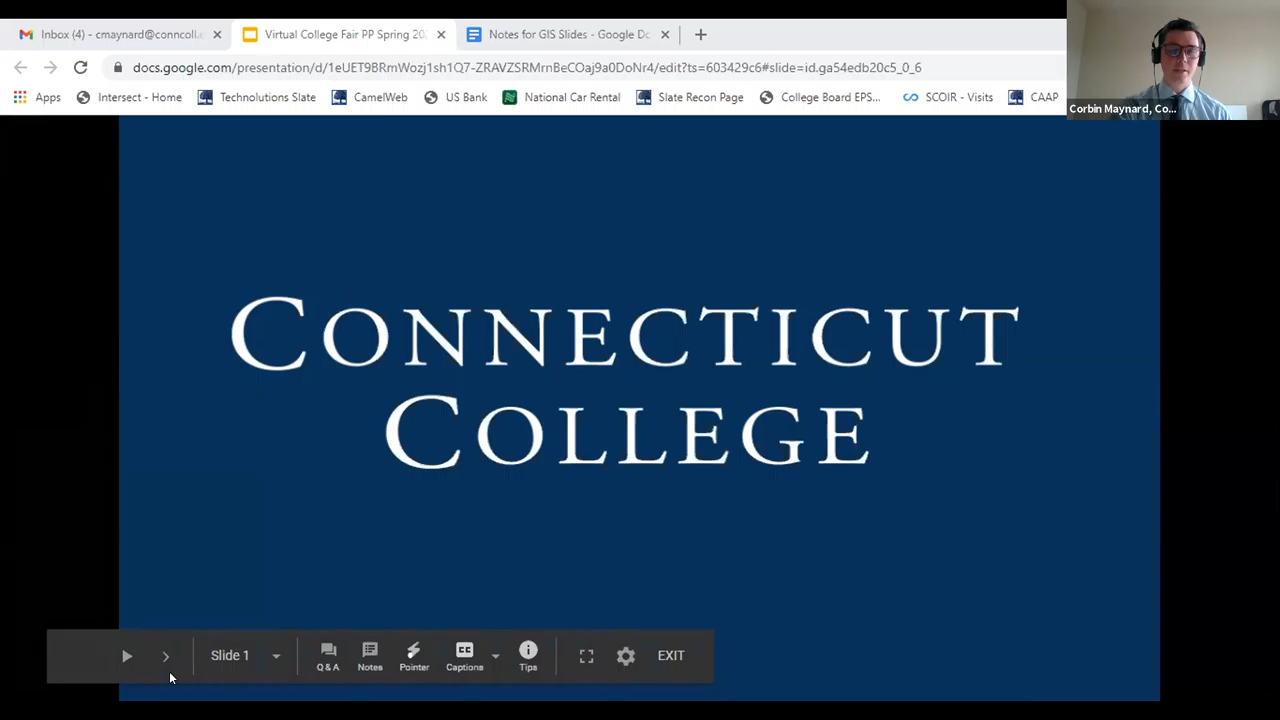 Inbox (4) - cmaynard@conncoll
Virtual College Fair PP Spring 202
Notes for GIS Slides - Google Do
docs.google.com/presentation/d/1eUET9BRmWozj1sh1Q7-ZRAVZSRMrnBeCOaj9a0DoNr4/edit?ts=603429c6#slide=id.ga54edb20c5_0_6
Apps
Intersect - Home
Technolutions Slate
CamelWeb
US Bank
National Car Rental
Slate Recon Page
College Board EPS...
SCOIR - Visits
CAAP
Corbin Maynard, Co...
CONNECTICUT
COLLEGE
Slide 1
Q & A
Notes
Pointer
Captions
Tips
EXIT